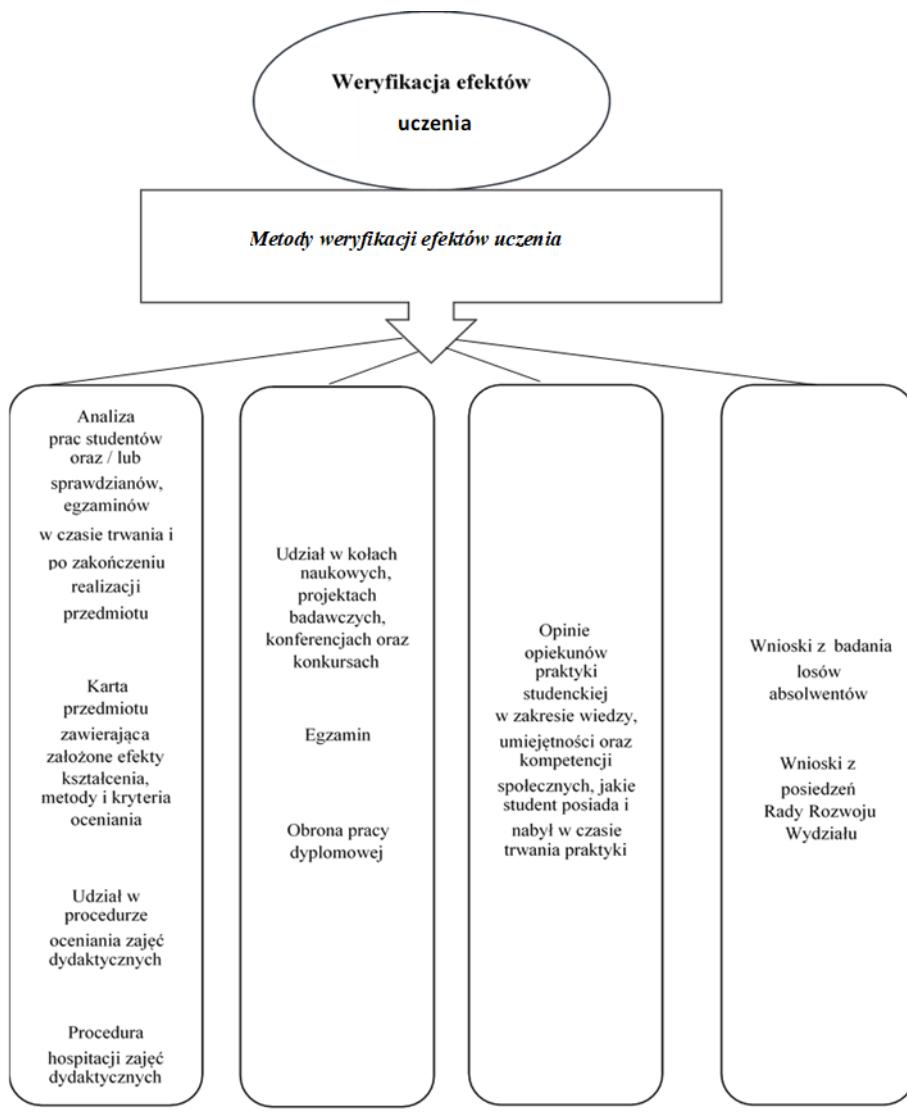 Weryfikacja efektów
uczenia
Metody weryfikacji efektów uczenia
Analiza
prac studentów
oraz / lub
sprawdzianów,
egzaminów
w czasie trwania i
po zakończeniu
realizacji
przedmiotu
Karta
przedmiotu
zawierająca
założone efekty
kształcenia,
metody i kryteria
oceniania
Udział w
procedurze
oceniania zajęć
dydaktycznych
Procedura
hospitacji zajęć
dydaktycznych
Udział w kołach
naukowych,
projektach
badawczych,
konferencjach oraz
konkursach
Egzamin
Obrona pracy
dyplomowej
Opinie
opiekunów
praktyki
studenckiej
w zakresie wiedzy,
umiejętności oraz
kompetencji
społecznych, jakie
student posiada i
nabył w czasie
trwania praktyki
Wnioski z badania
losów
absolwentów
Wnioski z
posiedzeń
Rady Rozwoju
Wydziału